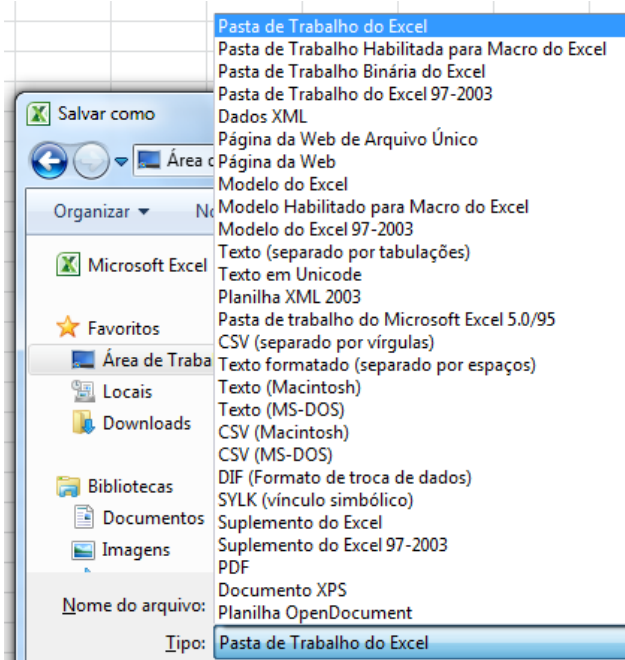 Pasta de Trabalho do Excel
Pasta de Trabalho Habilitada para Macro do Excel
Pasta de Trabalho Binária do Excel
Pasta de Trabalho do Excel 97-2003
Dados XML
Página da Web de Arquivo Único
Página da Web
Modelo do Excel
Modelo Habilitado para Macro do Excel
Modelo do Excel 97-2003
Texto (separado por tabulações)
Texto em Unicode
Planilha XML 2003
Pasta de trabalho do Microsoft Excel 5.0/95
CSV (separado por vírgulas)
Texto formatado (separado por espaços)
Texto (Macintosh)
Texto (MS-DOS)
CSV (Macintosh)
CSV (MS-DOS)
DIF (Formato de troca de dados)
SYLK (vínculo simbólico)
Suplemento do Excel
Suplemento do Excel 97-2003
PDF
Documento XPS
Planilha OpenDocument
Salvar como
Área
Organizar
Microsoft Excel
Favoritos
Área de Traba
Locais
Downloads
Bibliotecas
Documentos
Imagens
Nome do arquivo:
Tipo: Pasta de Trabalho do Excel